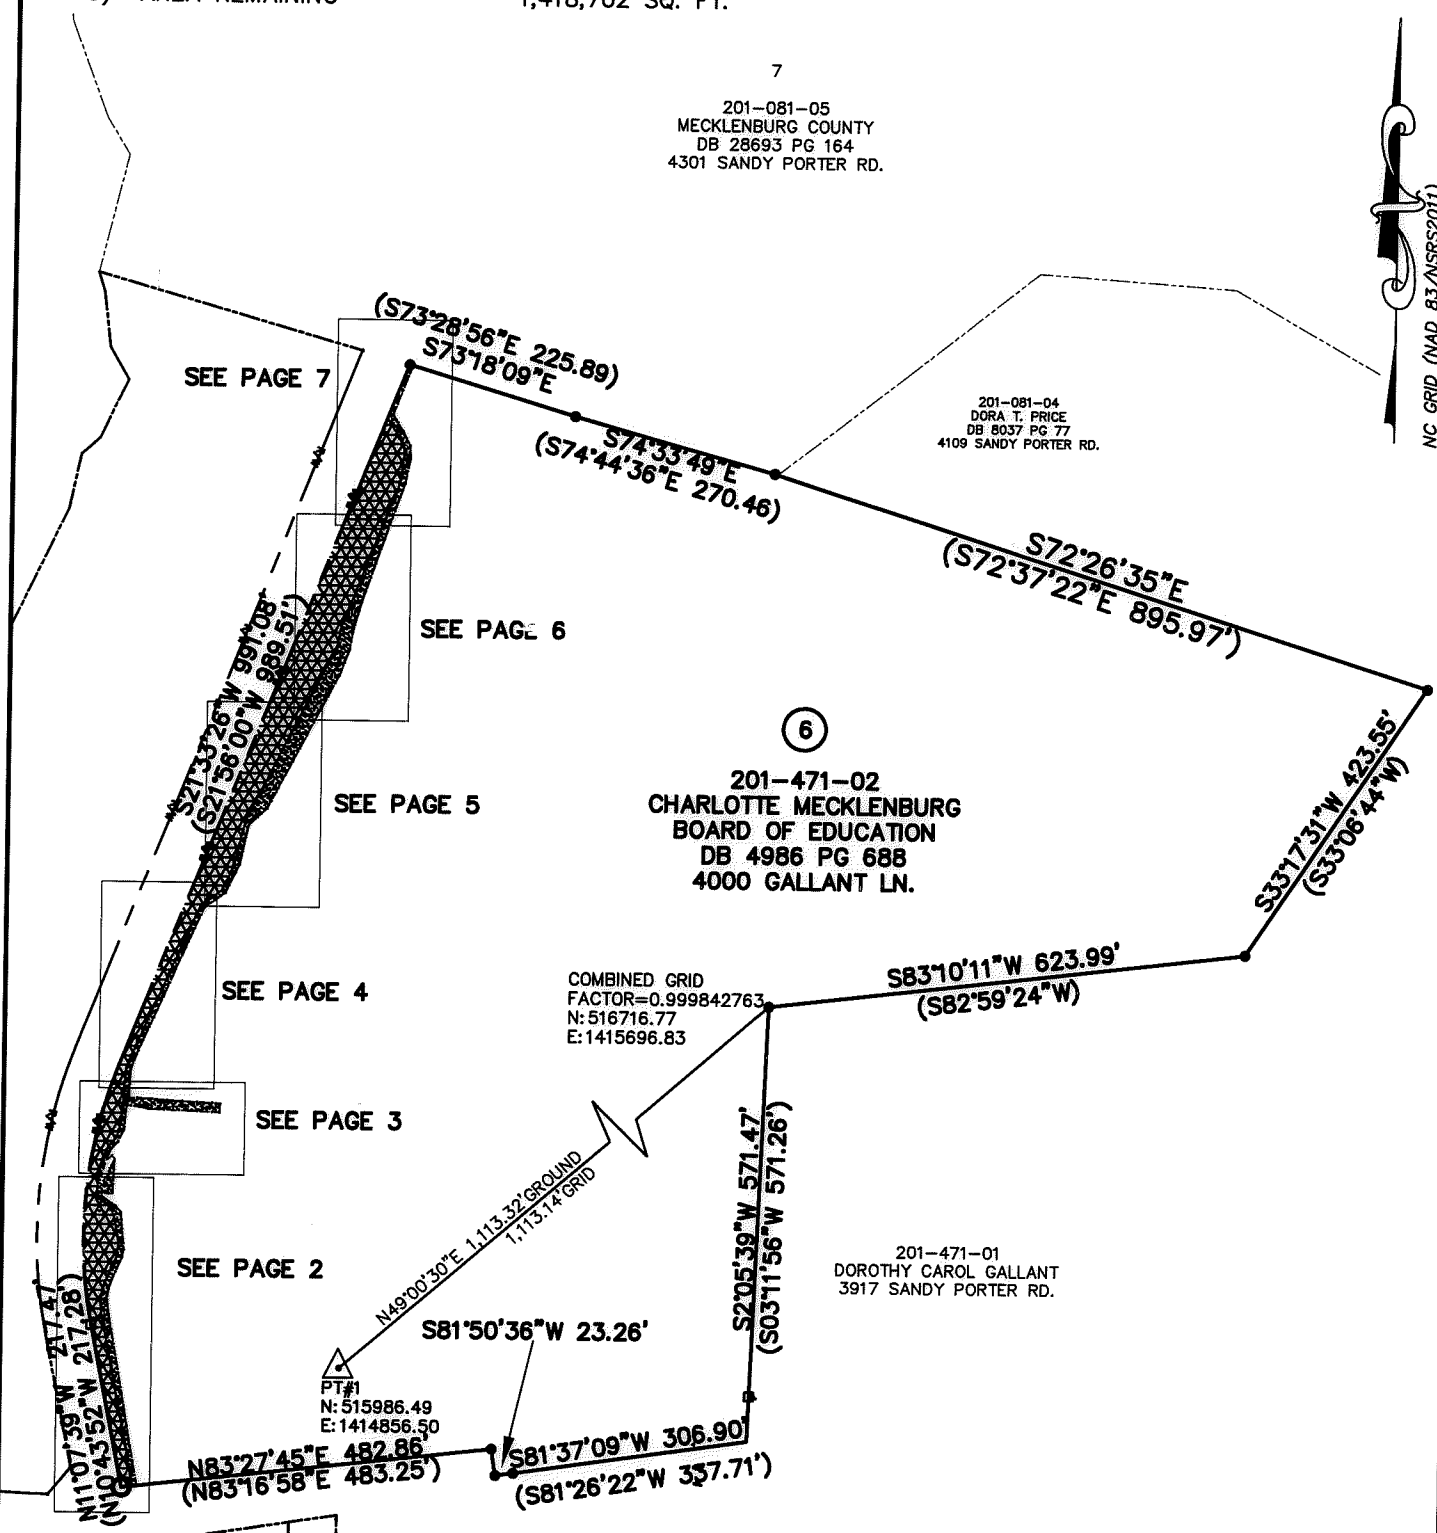 AREA REMAINING 1,418,702 SQ. FT.
7
201-081-05
MECKLENBURG COUNTY
DB 28693 PG 164
4301 SANDY PORTER RD.
NC GRID (NAD 83/NSRS2011)
(S73°28'56"E 225.89)
S73°18'09"E
SEE PAGE 7
201-081-04
DORA T. PRICE
DB 8037 PG 77
4109 SANDY PORTER RD.
S74°33'49"E
(S74°44'36"E 270.46)
S72°26'35"E
(S72°37'22"E 895.97')
SEE PAGE 6
S21°33'26"W 991.08'
(S21°56'00"W 989.51')
6
201-471-02
CHARLOTTE MECKLENBURG
BOARD OF EDUCATION
DB 4986 PG 688
4000 GALLANT LN.
SEE PAGE 5
S33°17'31"W 423.55'
(S33°06'44"W)
SEE PAGE 4
COMBINED GRID
FACTOR=0.999842763
N: 516716.77
E: 1415696.83
S83°10'11"W 623.99'
(S82°59'24"W)
SEE PAGE 3
N49°00'30"E 1,113.32'GROUND
1,113.14'GRID
S2°05'39"W 571.47'
(S03°11'56"W 571.26')
201-471-01
DOROTHY CAROL GALLANT
3917 SANDY PORTER RD.
SEE PAGE 2
S81°50'36"W 23.26'
PT#1
N: 515986.49
E: 1414856.50
N11°07'39"W 217.47'
(N10°43'52"W 217.28')
N83°27'45"E 482.86'
(N83°16'58"E 483.25')
S81°37'09"W 306.90'
(S81°26'22"W 337.71')